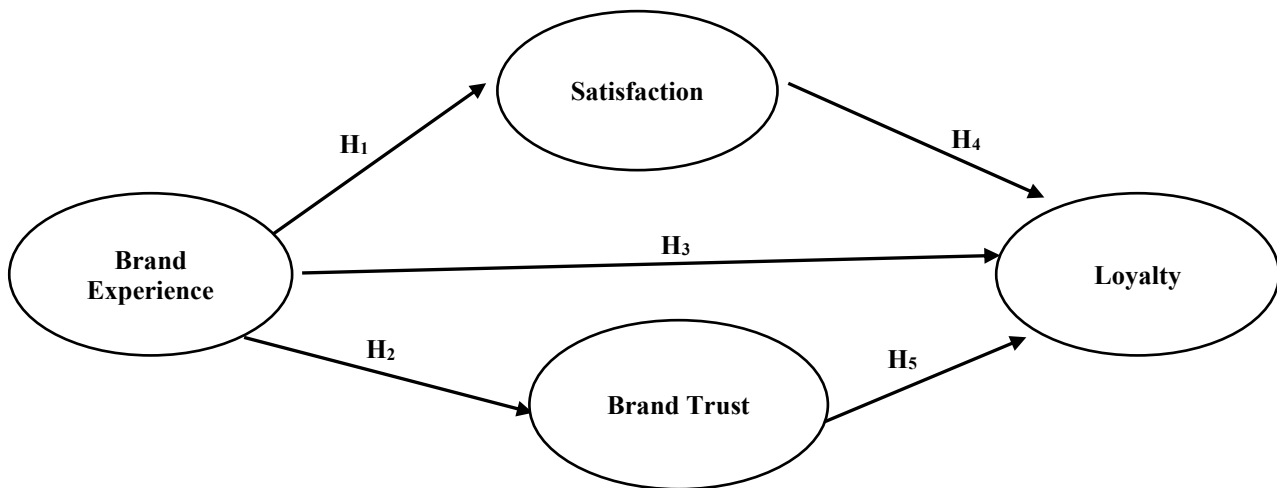 Satisfaction
H₁
H₄
Brand
Experience
H₃
Loyalty
H₂
Brand Trust
H₅